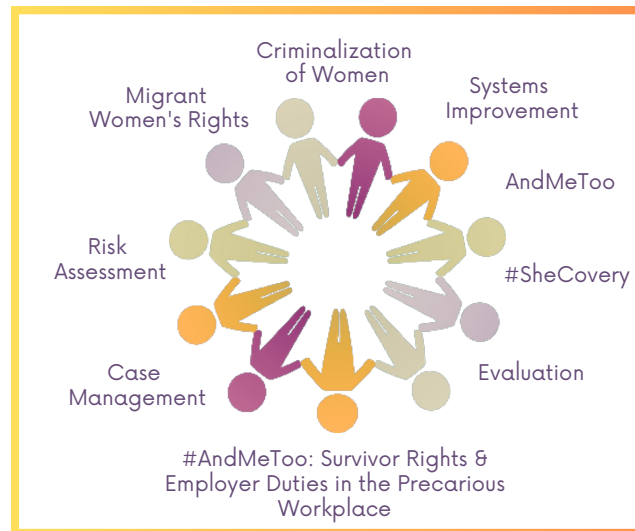 Criminalization
of Women
Systems
Improvement
Migrant
Women's Rights
AndMeToo
Risk
Assessment
#SheCovery
Case
Management
Evaluation
#AndMeToo: Survivor Rights &
Employer Duties in the Precarious
Workplace